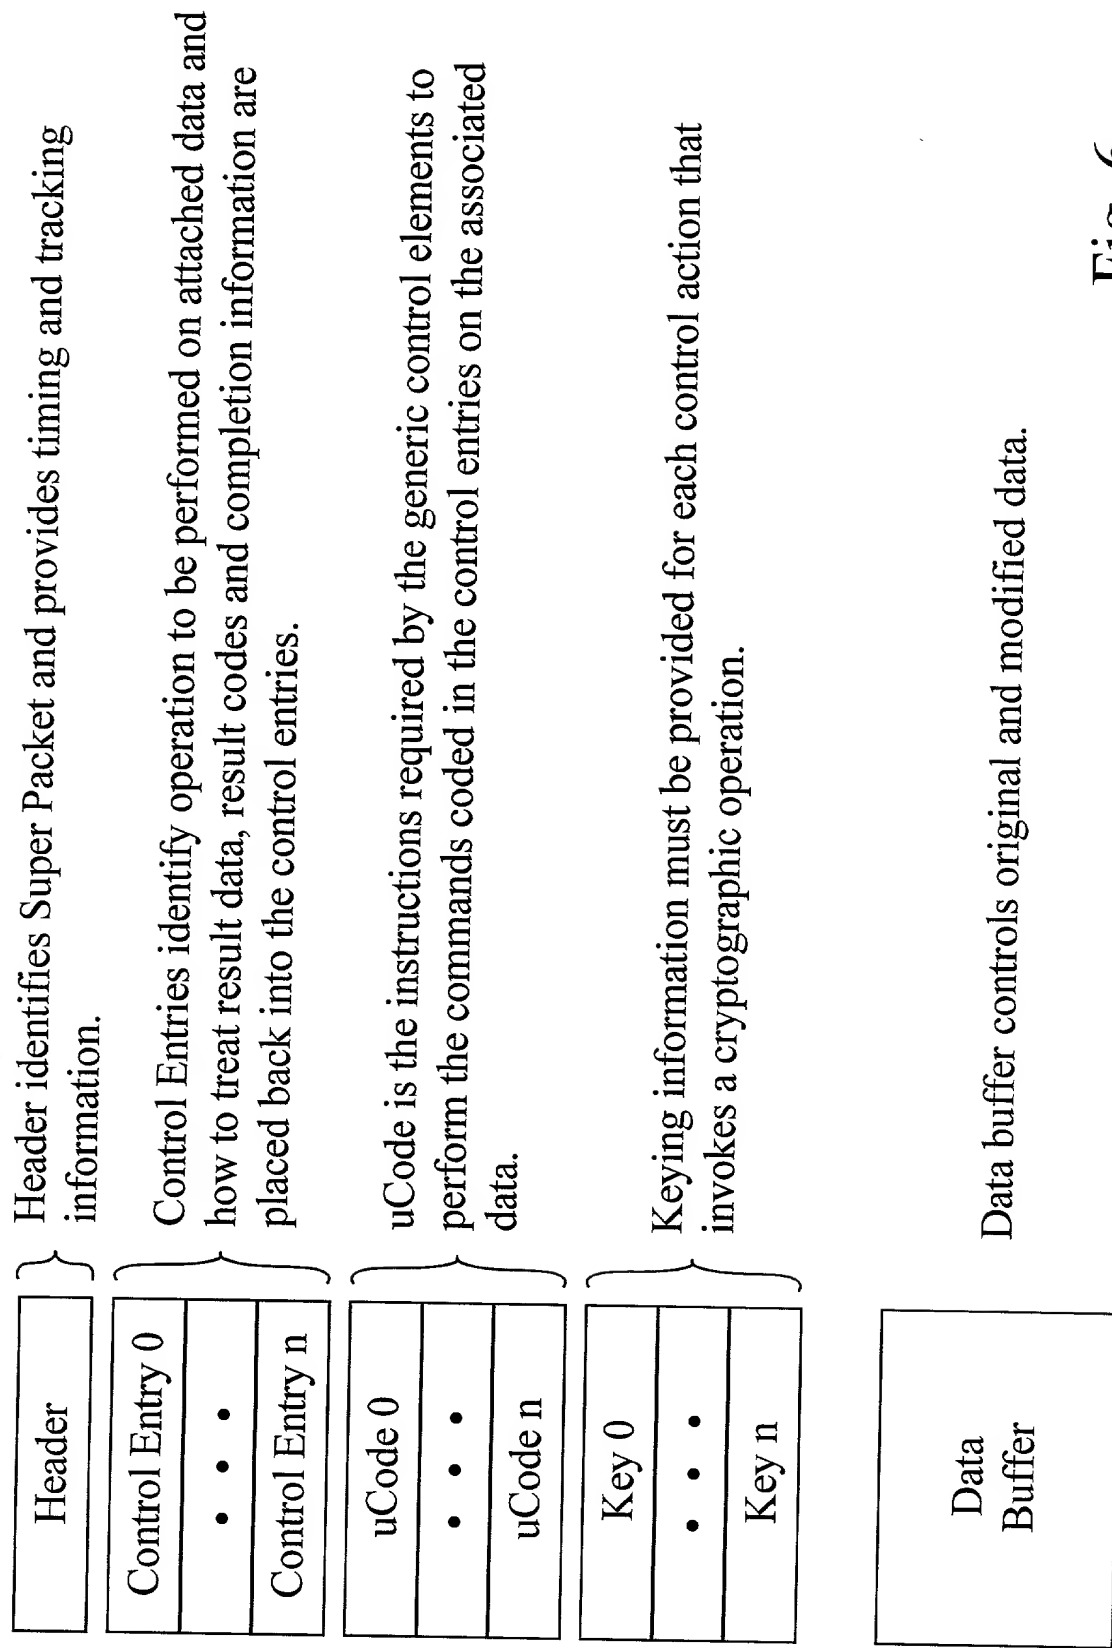 Header
Header identifies Super Packet and provides timing and tracking
information.
Control Entry 0
• • •
Control Entry n
Control Entries identify operation to be performed on attached data and
how to treat result data, result codes and completion information are
placed back into the control entries.
uCode 0
• • •
uCode n
uCode is the instructions required by the generic control elements to
perform the commands coded in the control entries on the associated
data.
Key 0
• • •
Key n
Keying information must be provided for each control action that
invokes a cryptographic operation.
Data
Buffer
Data buffer controls original and modified data.
Fig. 6